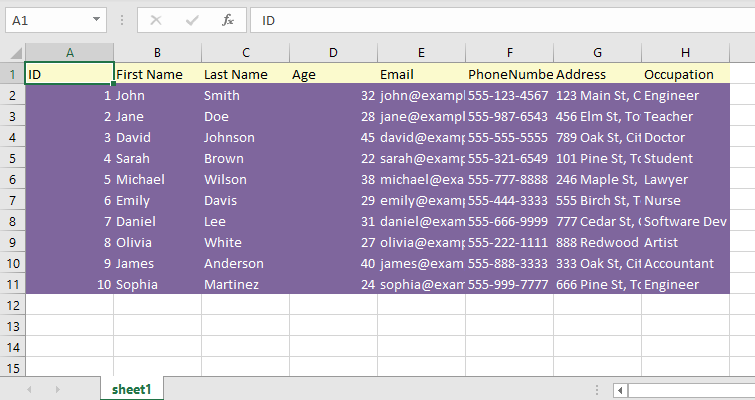 A1 fx ID
A B C D E F G H
1 ID First Name Last Name Age Email PhoneNumbe Address Occupation
2 1 John Smith 32 john@exampl 555-123-4567 123 Main St, C Engineer
3 2 Jane Doe 28 jane@exampl 555-987-6543 456 Elm St, To Teacher
4 3 David Johnson 45 david@examp 555-555-5555 789 Oak St, Cit Doctor
5 4 Sarah Brown 22 sarah@examp 555-321-6549 101 Pine St, To Student
6 5 Michael Wilson 38 michael@exa 555-777-8888 246 Maple St, Lawyer
7 6 Emily Davis 29 emily@examp 555-444-3333 555 Birch St, T Nurse
8 7 Daniel Lee 31 daniel@exam 555-666-9999 777 Cedar St, C Software Dev
9 8 Olivia White 27 olivia@examp 555-222-1111 888 Redwood Artist
10 9 James Anderson 40 james@exam 555-888-3333 333 Oak St, Cit Accountant
11 10 Sophia Martinez 24 sophia@exam 555-999-7777 666 Pine St, To Engineer
12
13
14
15
sheet1